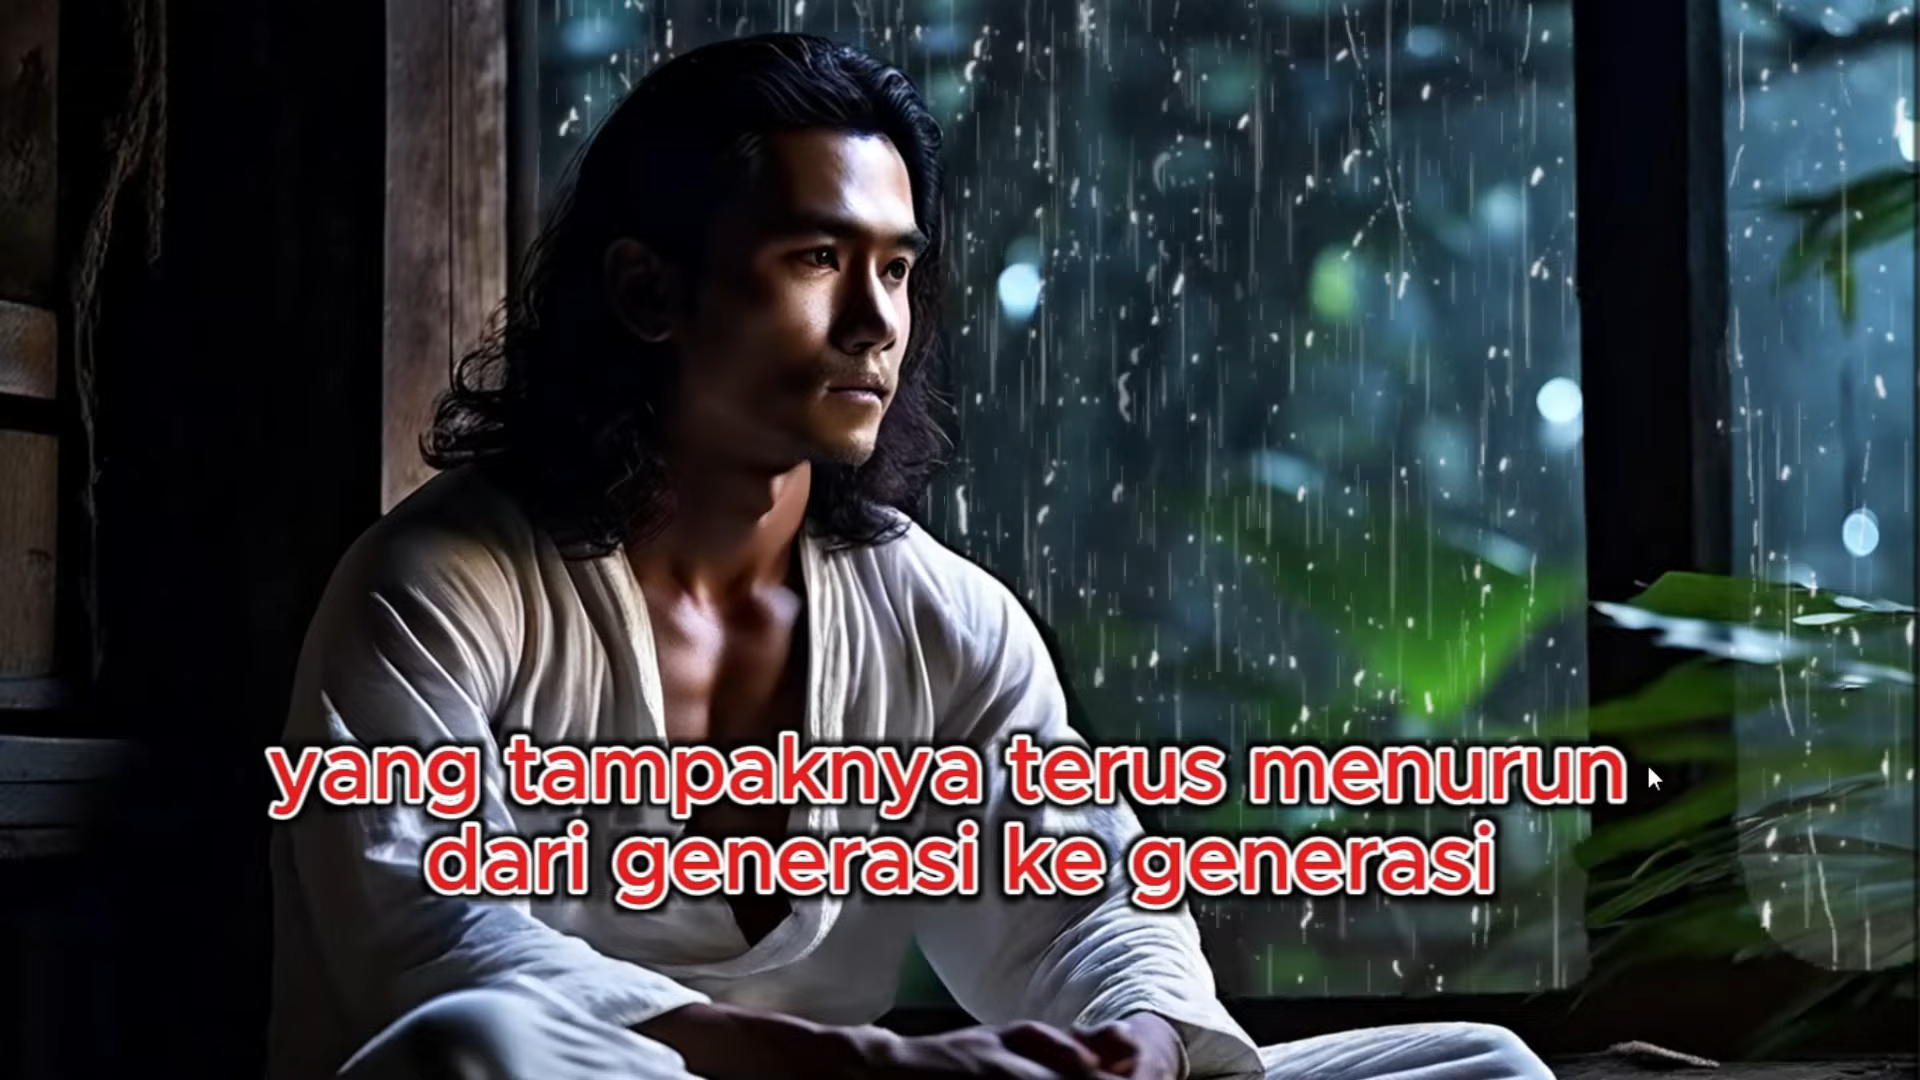 yang tampaknya terus menurun
dari generasi ke generasi